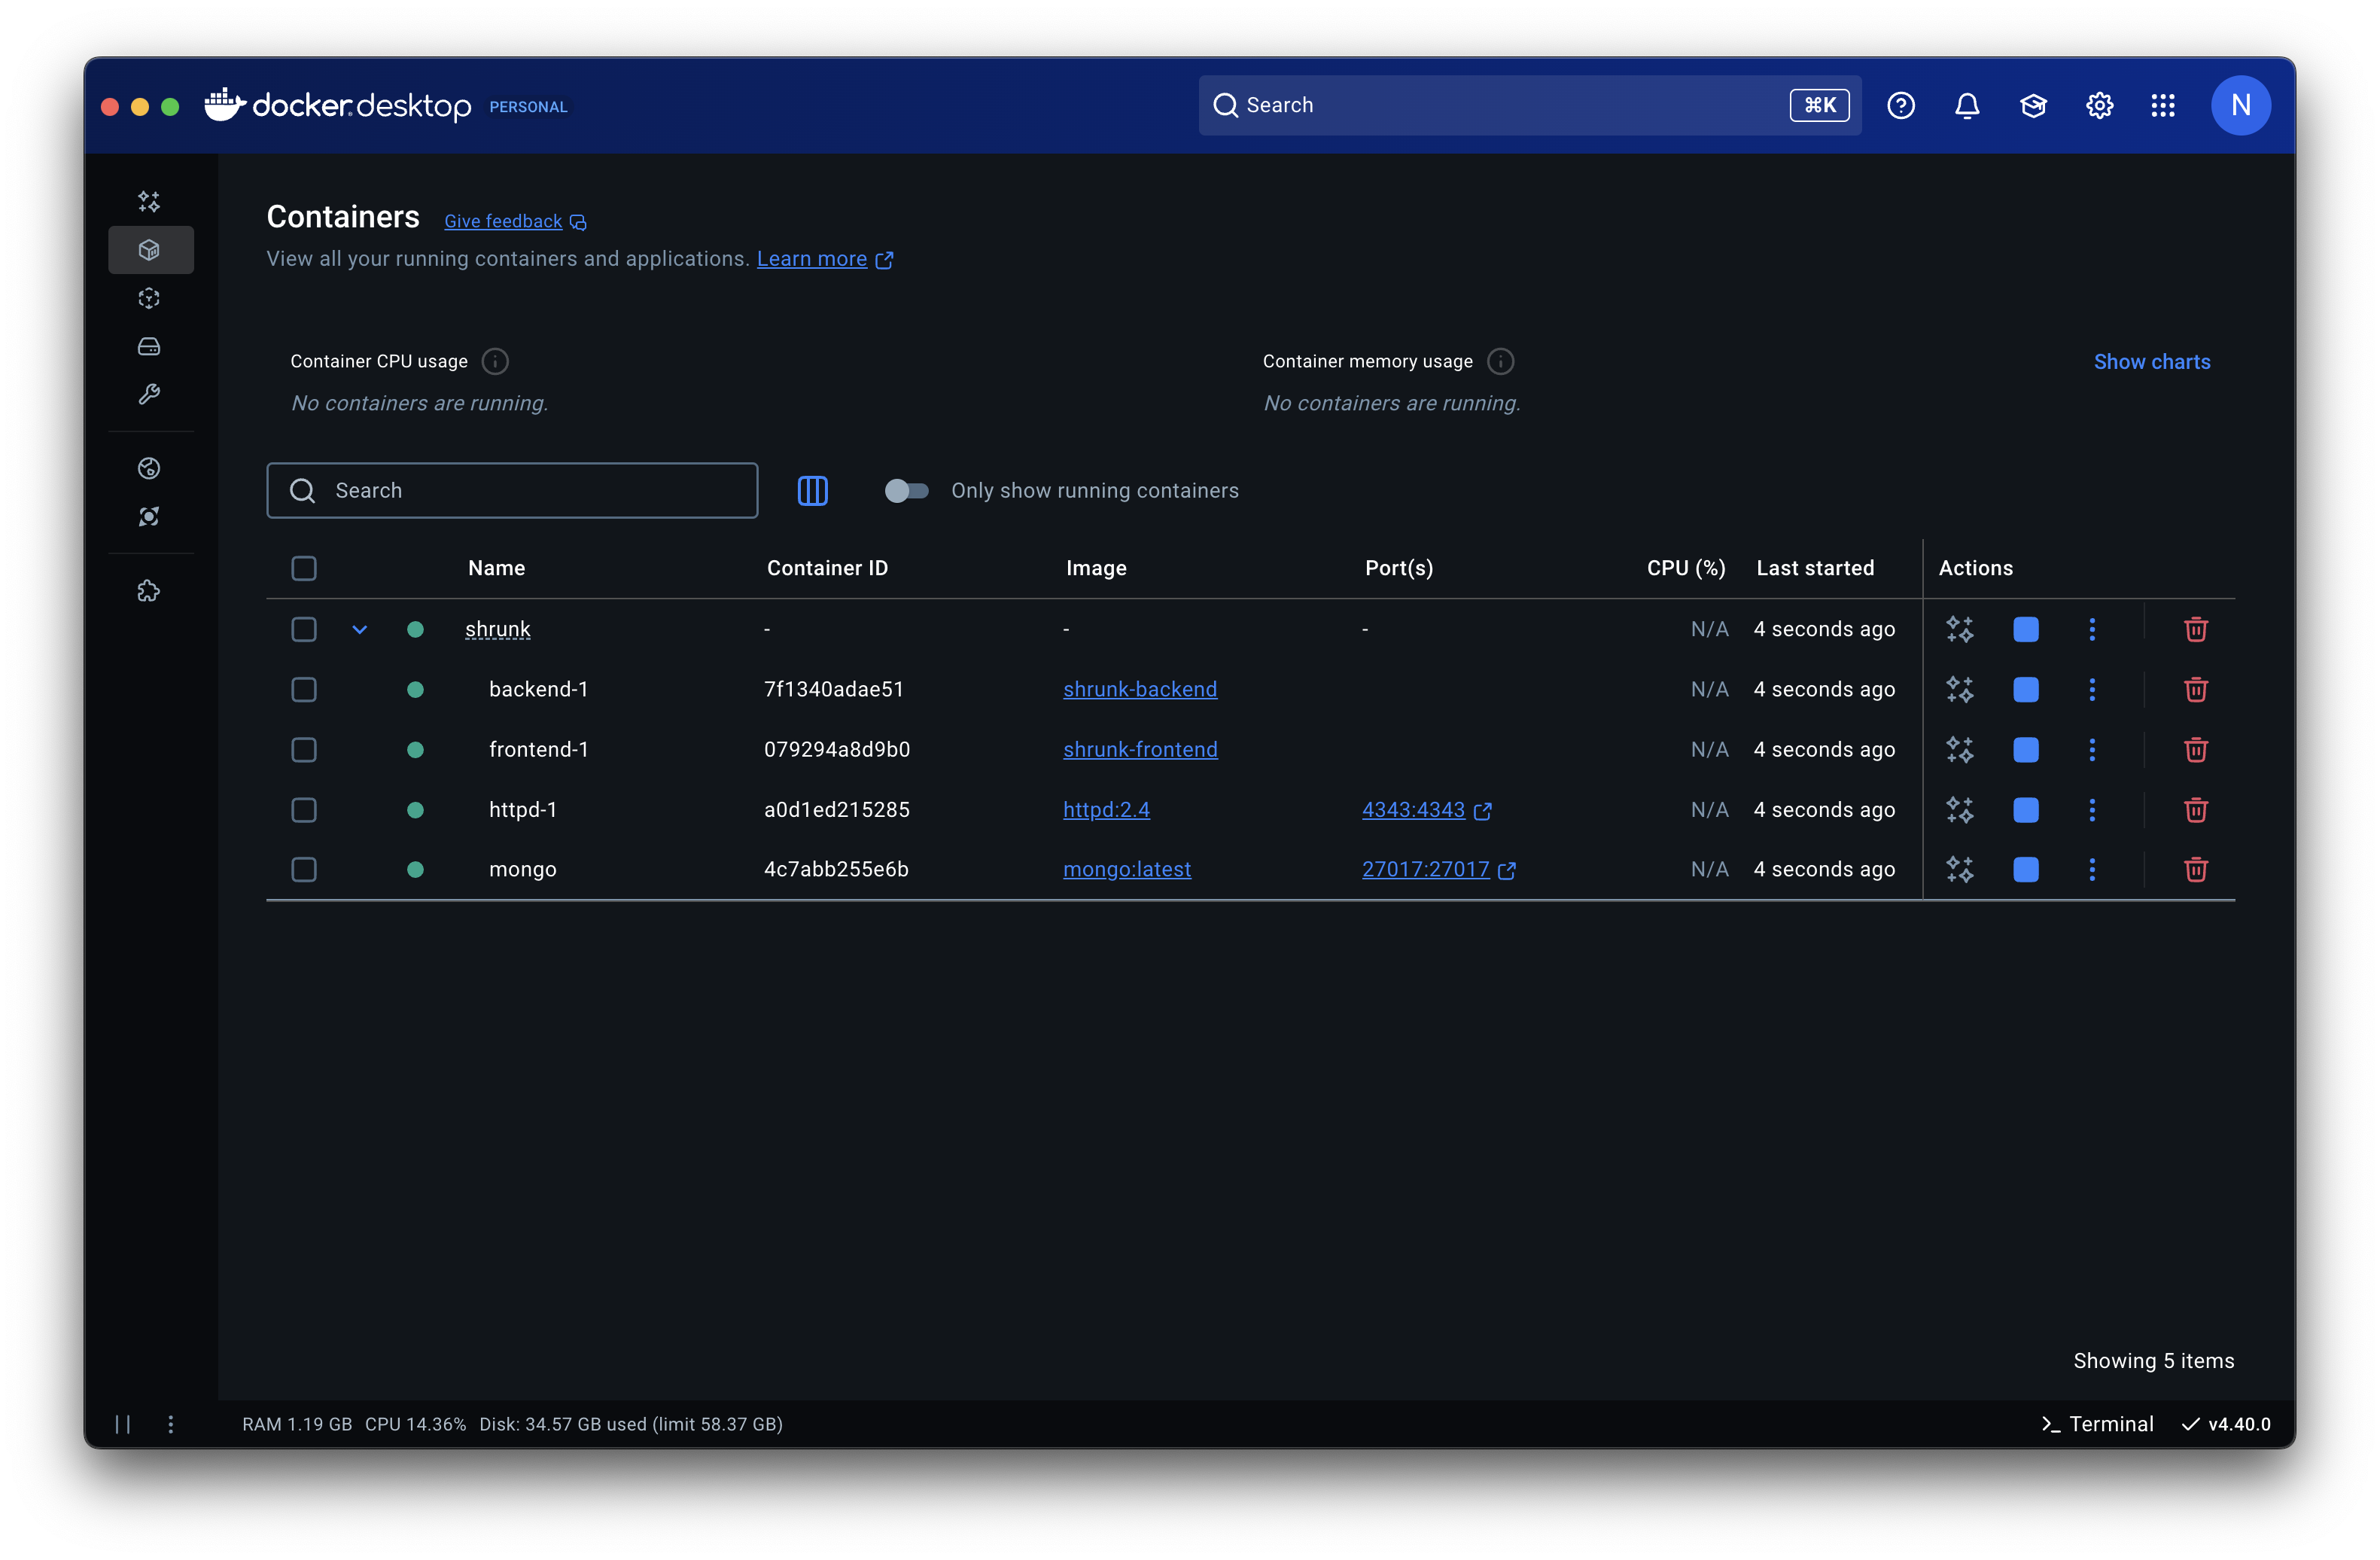 docker.desktop PERSONAL Search ⌘K N
Containers Give feedback
View all your running containers and applications. Learn more
Container CPU usage Container memory usage Show charts
No containers are running. No containers are running.
Search Only show running containers
Name Container ID Image Port(s) CPU (%) Last started Actions
shrunk - - - N/A 4 seconds ago
backend-1 7f1340adae51 shrunk-backend N/A 4 seconds ago
frontend-1 079294a8d9b0 shrunk-frontend N/A 4 seconds ago
httpd-1 a0d1ed215285 httpd:2.4 4343:4343 N/A 4 seconds ago
mongo 4c7abb255e6b mongo:latest 27017:27017 N/A 4 seconds ago
Showing 5 items
RAM 1.19 GB CPU 14.36% Disk: 34.57 GB used (limit 58.37 GB) Terminal v4.40.0